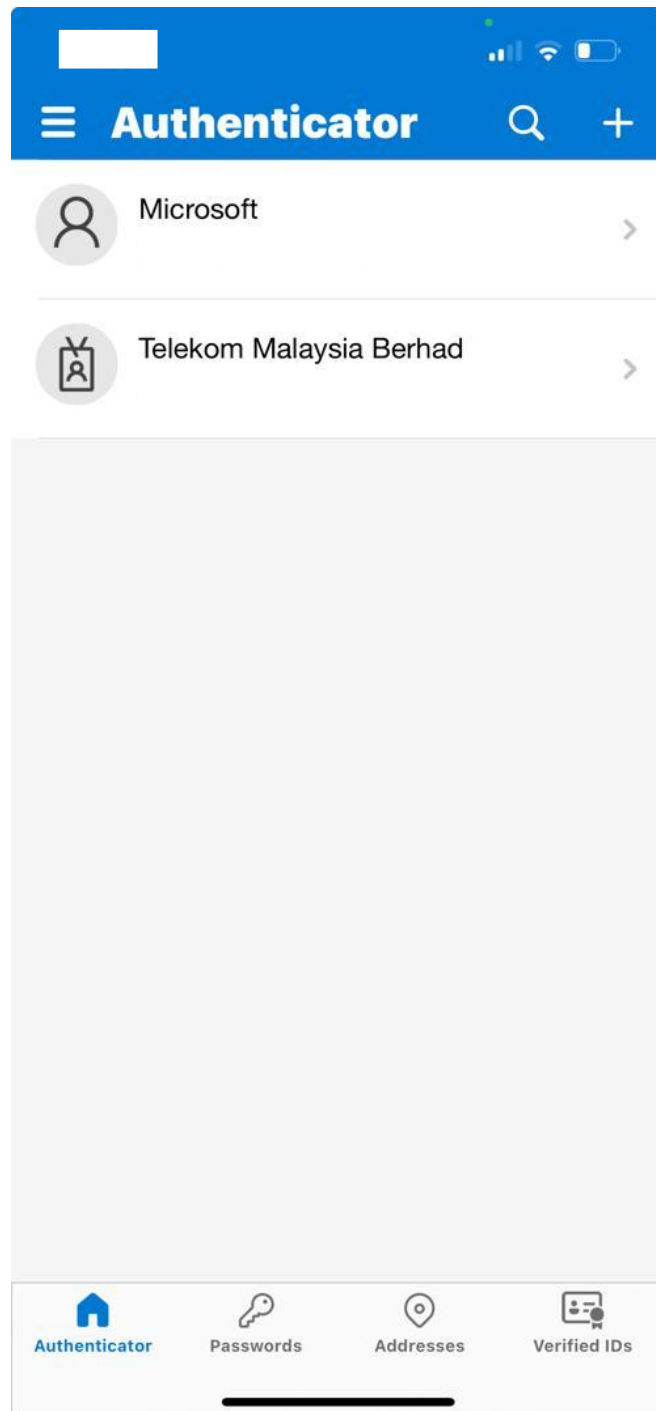 Authenticator
Microsoft
Telekom Malaysia Berhad
Authenticator Passwords Addresses Verified IDs